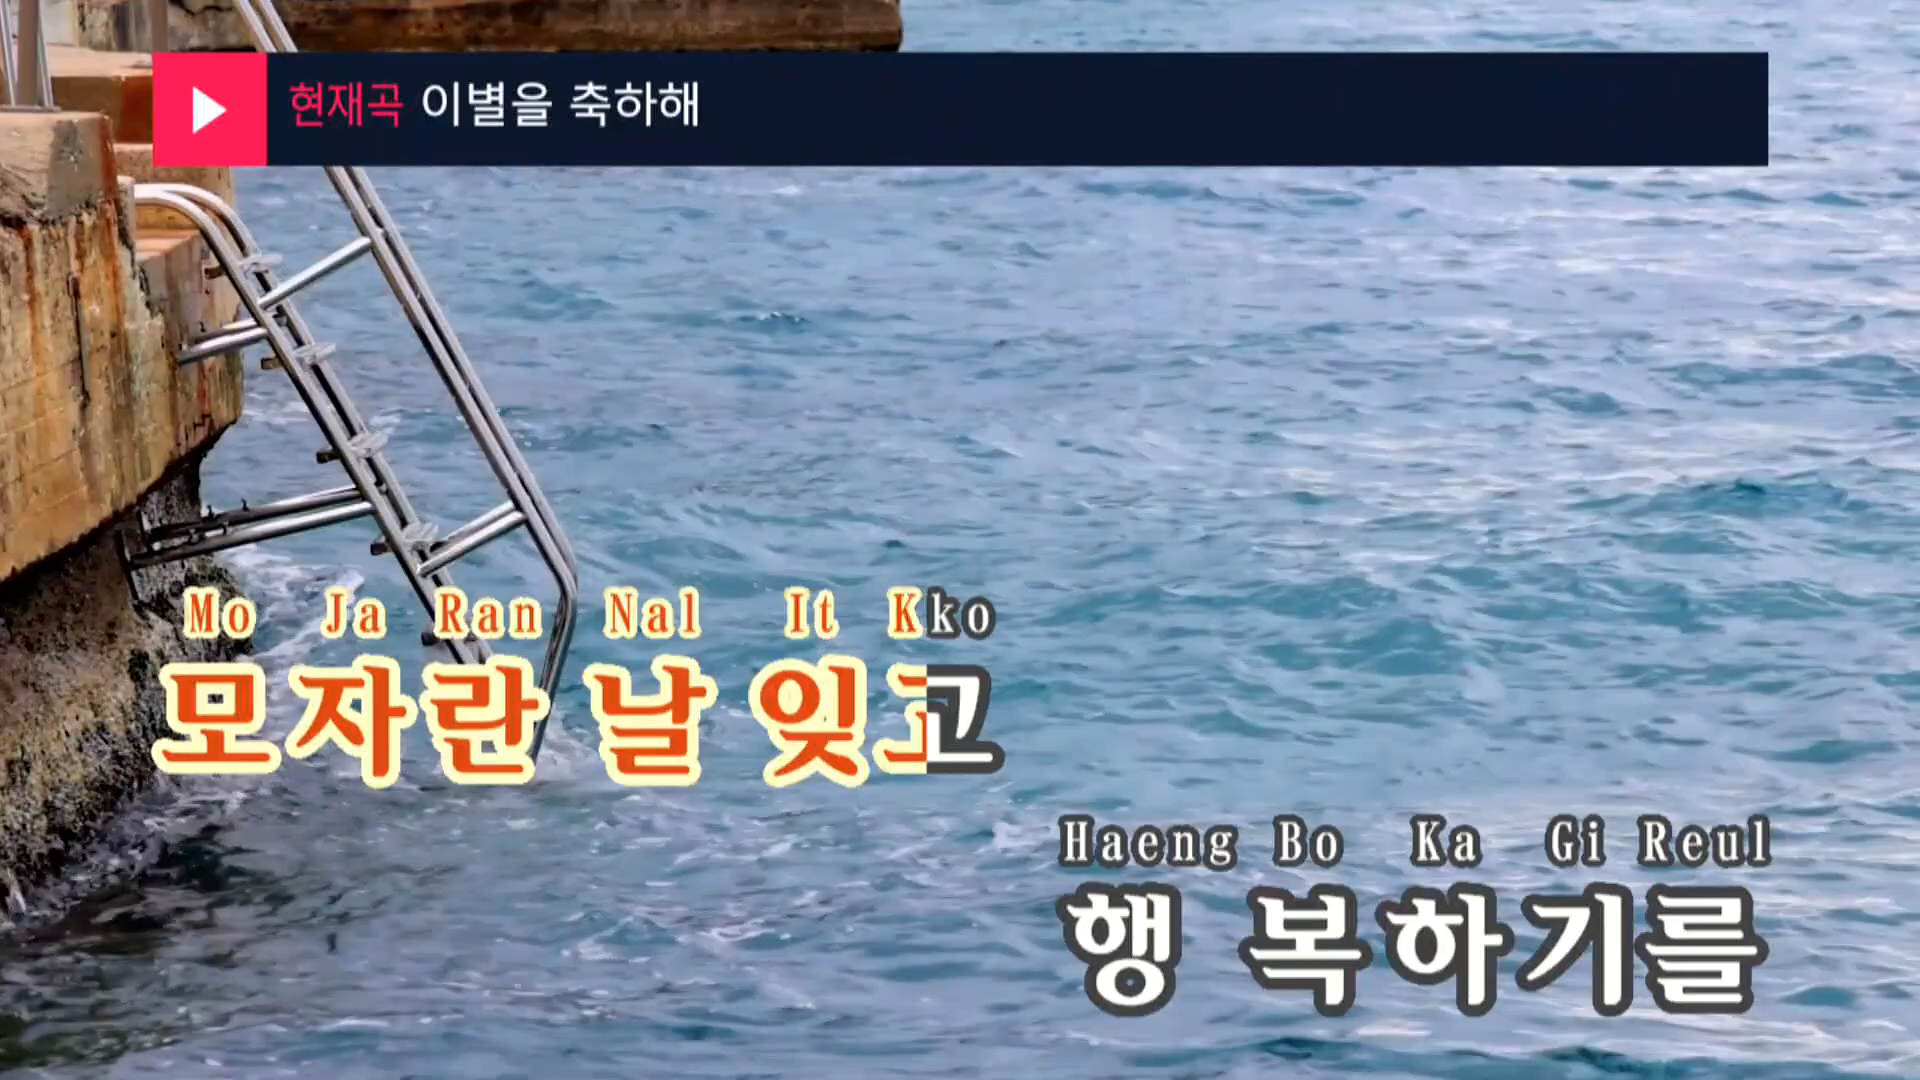 현재곡 이별을 축하해
Mo Ja Ran Nal It Kko
모자란 날 잊고
Haeng Bo Ka Gi Reul
행 복하기를